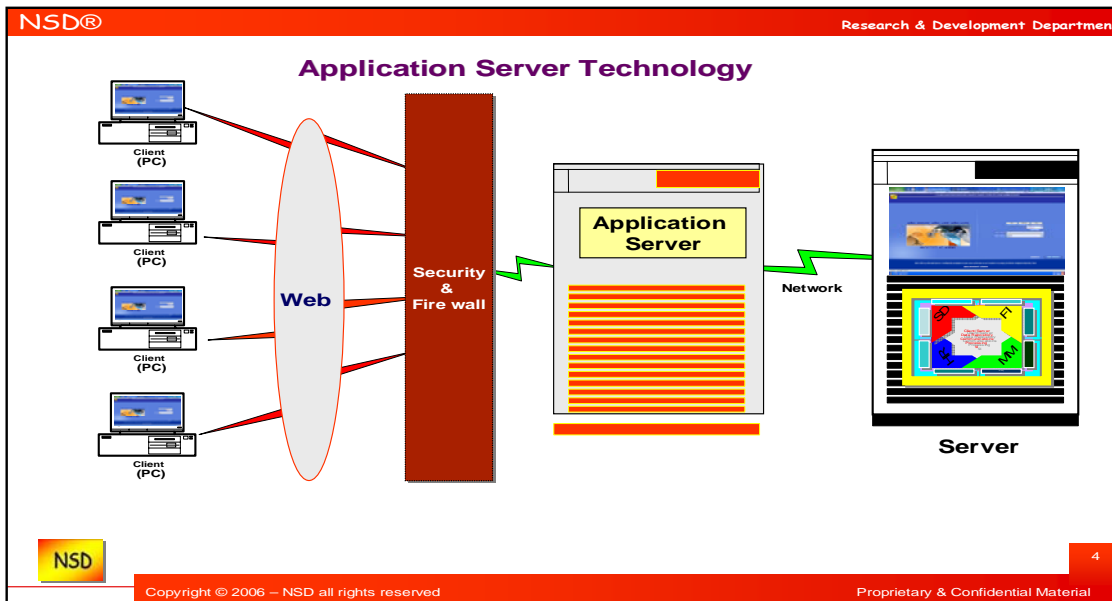 NSD®
Research & Development Departmen
Application Server Technology
Client
(PC)
Client
(PC)
Client
(PC)
Client
(PC)
Web
Security
&
Fire wall
Application
Server
Network
SD
FI
MM
Server
NSD
4
Copyright © 2006 – NSD all rights reserved
Proprietary & Confidential Material